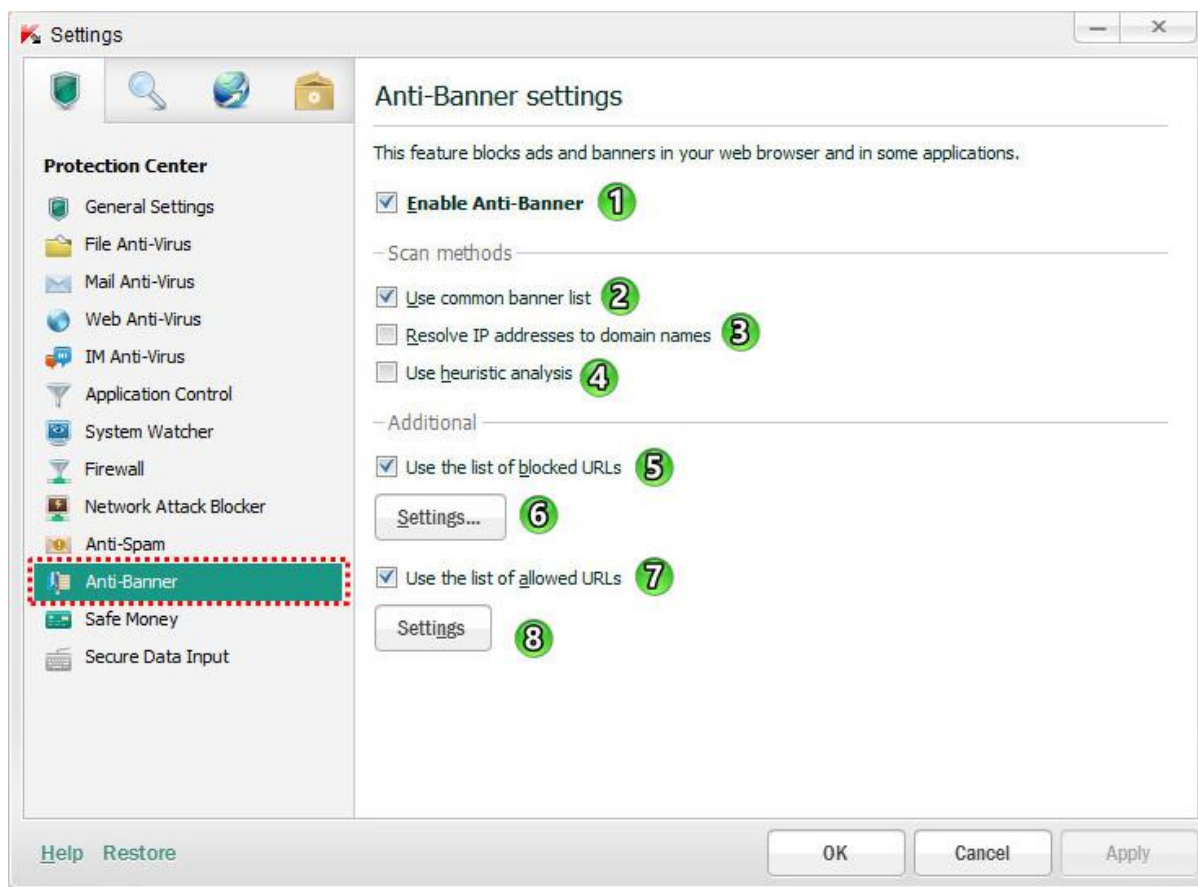 Settings
Protection Center
General Settings
File Anti-Virus
Mail Anti-Virus
Web Anti-Virus
IM Anti-Virus
Application Control
System Watcher
Firewall
Network Attack Blocker
Anti-Spam
Anti-Banner
Safe Money
Secure Data Input
Anti-Banner settings
This feature blocks ads and banners in your web browser and in some applications.
Enable Anti-Banner 1
Scan methods
Use common banner list 2
Resolve IP addresses to domain names 3
Use heuristic analysis 4
Additional
Use the list of blocked URLs 5
Settings... 6
Use the list of allowed URLs 7
Settings 8
Help Restore OK Cancel Apply